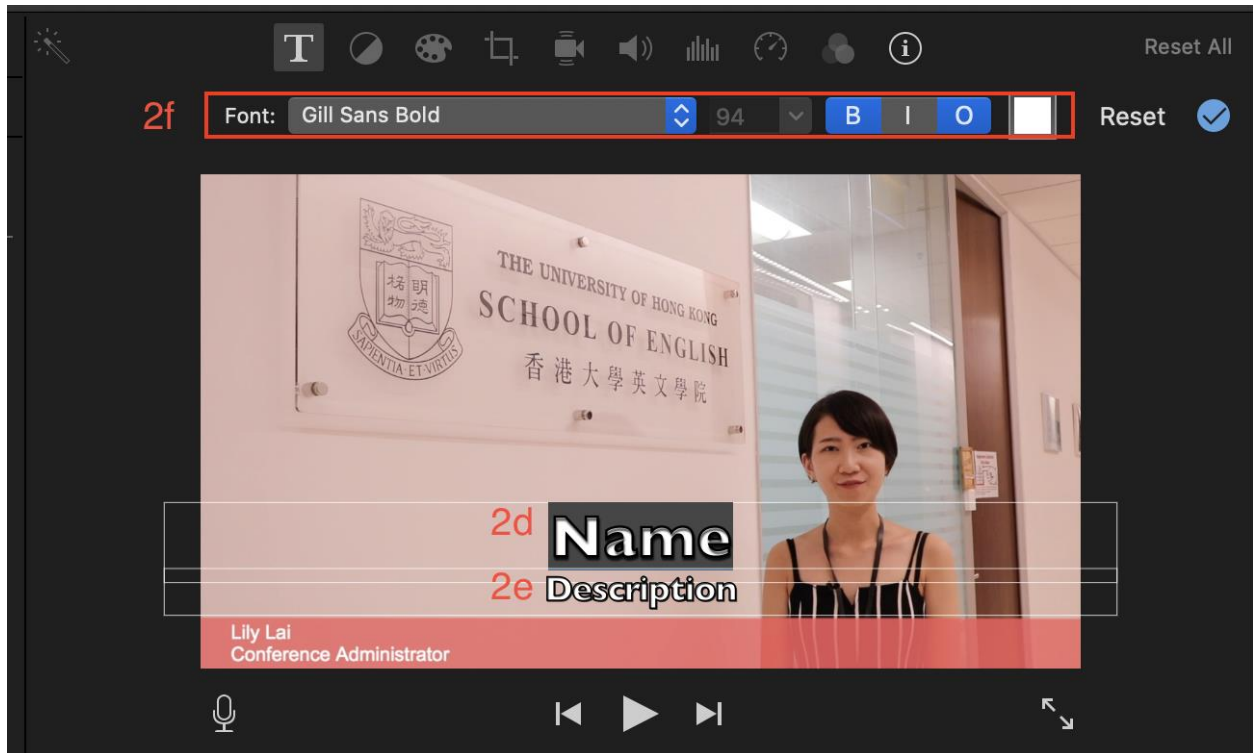 Reset All
2f
Font: Gill Sans Bold 94 B I O Reset
THE UNIVERSITY OF HONG KONG
SCHOOL OF ENGLISH
香港大學英文學院
明德
格物
SAPIENTIA·ET·VIRTUS
2d Name
2e Description
Lily Lai
Conference Administrator